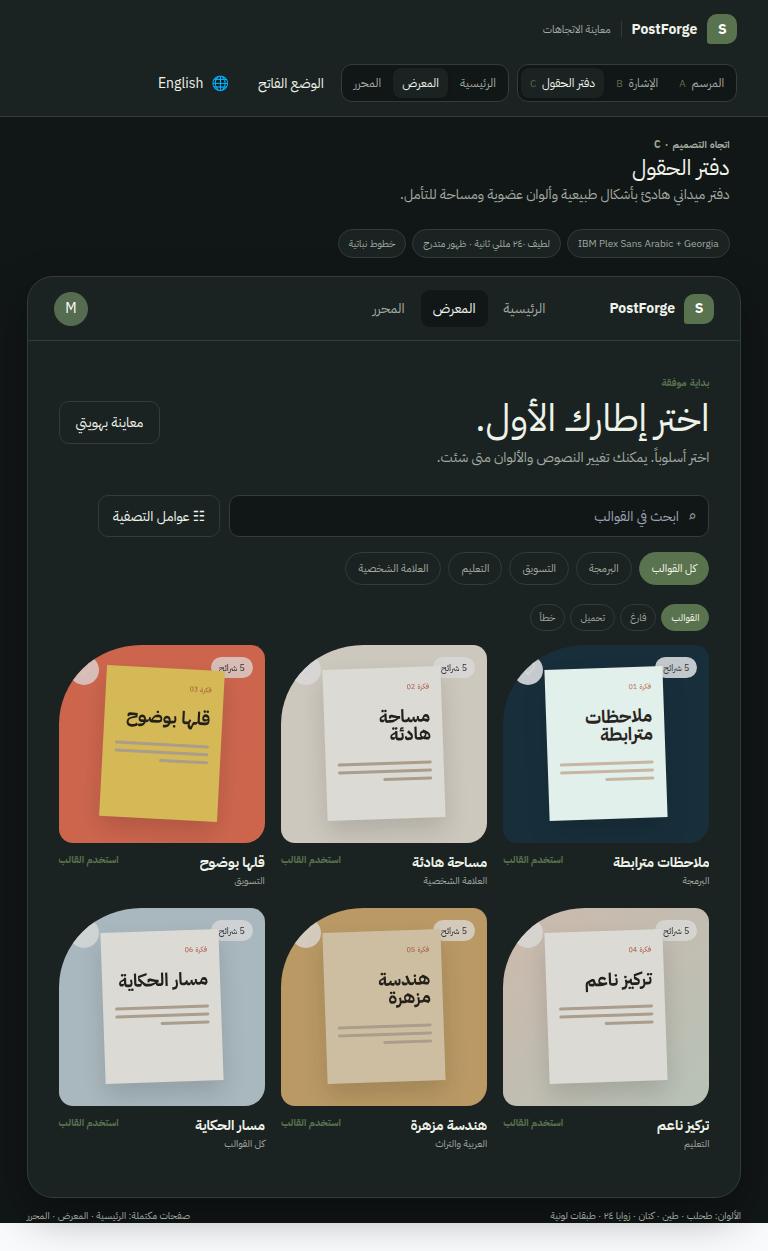 S PostForge معاينة الاتجاهات
المرسم A الإشارة B دفتر الحقول C الرئيسية المعرض المحرر الوضع الفاتح English
اتجاه التصميم · C
دفتر الحقول
دفتر ميداني هادئ بأشكال طبيعية وألوان عضوية ومساحة للتأمل.
IBM Plex Sans Arabic + Georgia لطيف ٢٤٠ مللي ثانية · ظهور متدرج خطوط نباتية
S PostForge الرئيسية المعرض المحرر M
بداية موفقة
اختر إطارك الأول.
معاينة بهويتي
اختر أسلوباً. يمكنك تغيير النصوص والألوان متى شئت.
ابحث في القوالب عوامل التصفية
كل القوالب البرمجة التسويق التعليم العلامة الشخصية
القوالب فارغ تحميل خطأ
5 شرائح 5 شرائح 5 شرائح
فكرة 01 فكرة 02 فكرة 03
ملاحظات مترابطة مساحة هادئة قلها بوضوح
ملاحظات مترابطة استخدم القالب مساحة هادئة استخدم القالب قلها بوضوح استخدم القالب
البرمجة العلامة الشخصية التسويق
5 شرائح 5 شرائح 5 شرائح
فكرة 04 فكرة 05 فكرة 06
تركيز ناعم هندسة مزهرة مسار الحكاية
تركيز ناعم استخدم القالب هندسة مزهرة استخدم القالب مسار الحكاية استخدم القالب
التعليم العربية والتراث كل القوالب
الألوان: طحلب · طين · كتان · زوايا ٢٤ · طبقات لونية صفحات مكتملة: الرئيسية · المعرض · المحرر